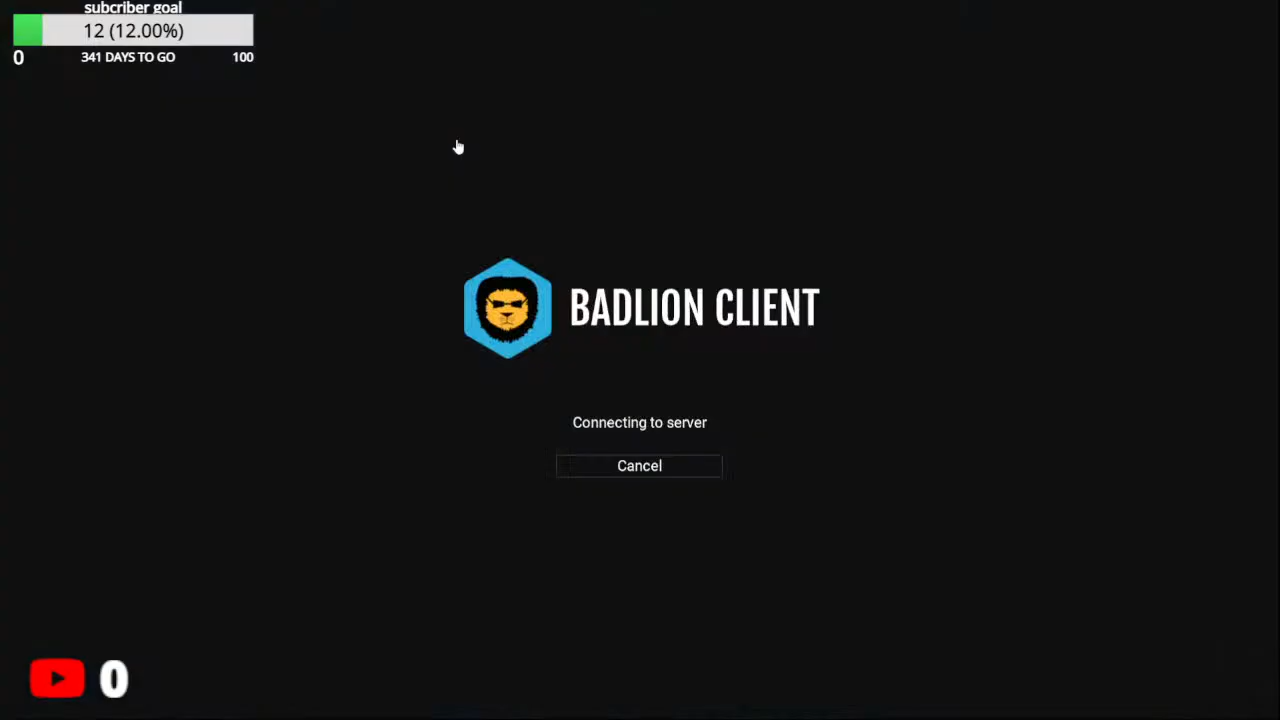 subcriber goal
12 (12.00%)
0 341 DAYS TO GO 100
BADLION CLIENT
Connecting to server
Cancel
0